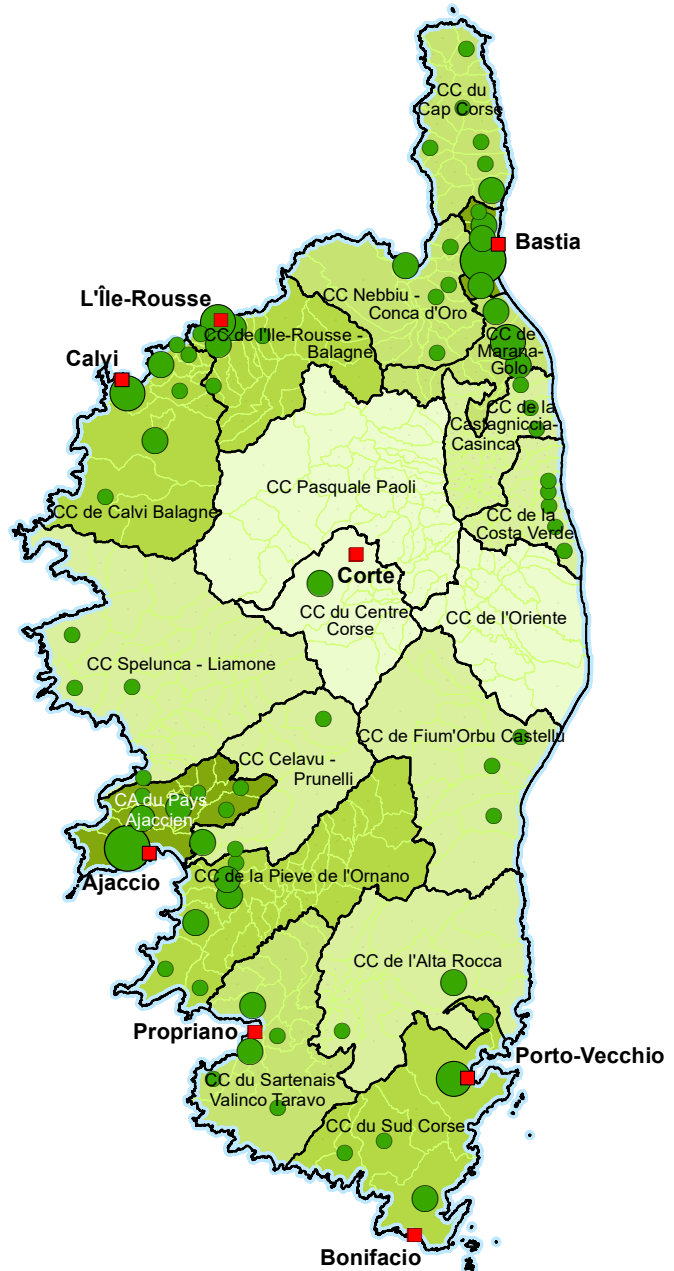 CC du
Cap Corse
Bastia
L'Île-Rousse
CC Nebbiu -
Conca d'Oro
CC de l'Ile-Rousse -
Balagne
CC de
Marana-
Golo
Calvi
CC de la
Castagniccia-
Casinca
CC Pasquale Paoli
CC de Calvi Balagne
CC de la
Costa Verde
Corte
CC du Centre
Corse
CC de l'Oriente
CC Spelunca - Liamone
CC de Fium'Orbu Castellu
CC Celavu -
Prunelli
CA du Pays
Ajaccien
Ajaccio
CC de la Pieve de l'Ornano
CC de l'Alta Rocca
Propriano
Porto-Vecchio
CC du Sartenais
Valinco Taravo
CC du Sud Corse
Bonifacio